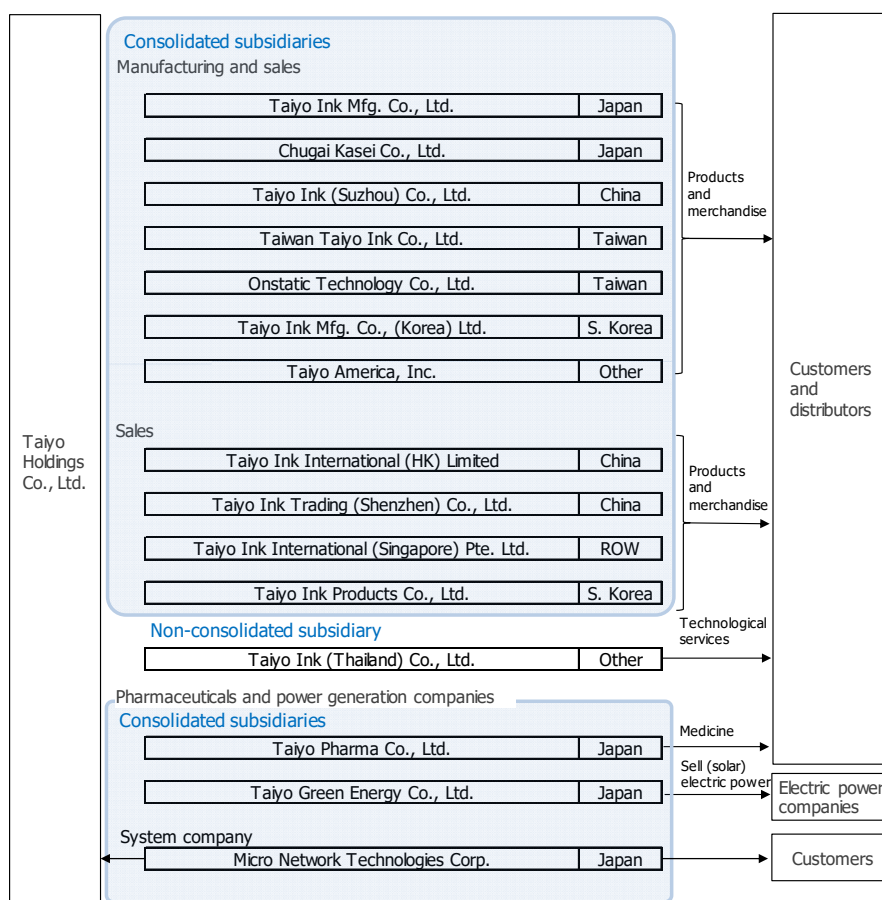 Consolidated subsidiaries
Manufacturing and sales
Taiyo Ink Mfg. Co., Ltd. Japan
Chugai Kasei Co., Ltd. Japan
Taiyo Ink (Suzhou) Co., Ltd. China
Taiwan Taiyo Ink Co., Ltd. Taiwan
Onstatic Technology Co., Ltd. Taiwan
Taiyo Ink Mfg. Co., (Korea) Ltd. S. Korea
Taiyo America, Inc. Other
Products
and
merchandise
Sales
Taiyo Ink International (HK) Limited China
Taiyo Ink Trading (Shenzhen) Co., Ltd. China
Taiyo Ink International (Singapore) Pte. Ltd. ROW
Taiyo Ink Products Co., Ltd. S. Korea
Products
and
merchandise
Taiyo
Holdings
Co., Ltd.
Customers
and
distributors
Non-consolidated subsidiary
Taiyo Ink (Thailand) Co., Ltd. Other
Technological
services
Pharmaceuticals and power generation companies
Consolidated subsidiaries
Taiyo Pharma Co., Ltd. Japan
Medicine
Taiyo Green Energy Co., Ltd. Japan
Sell (solar)
electric power
Electric power
companies
System company
Micro Network Technologies Corp. Japan
Customers